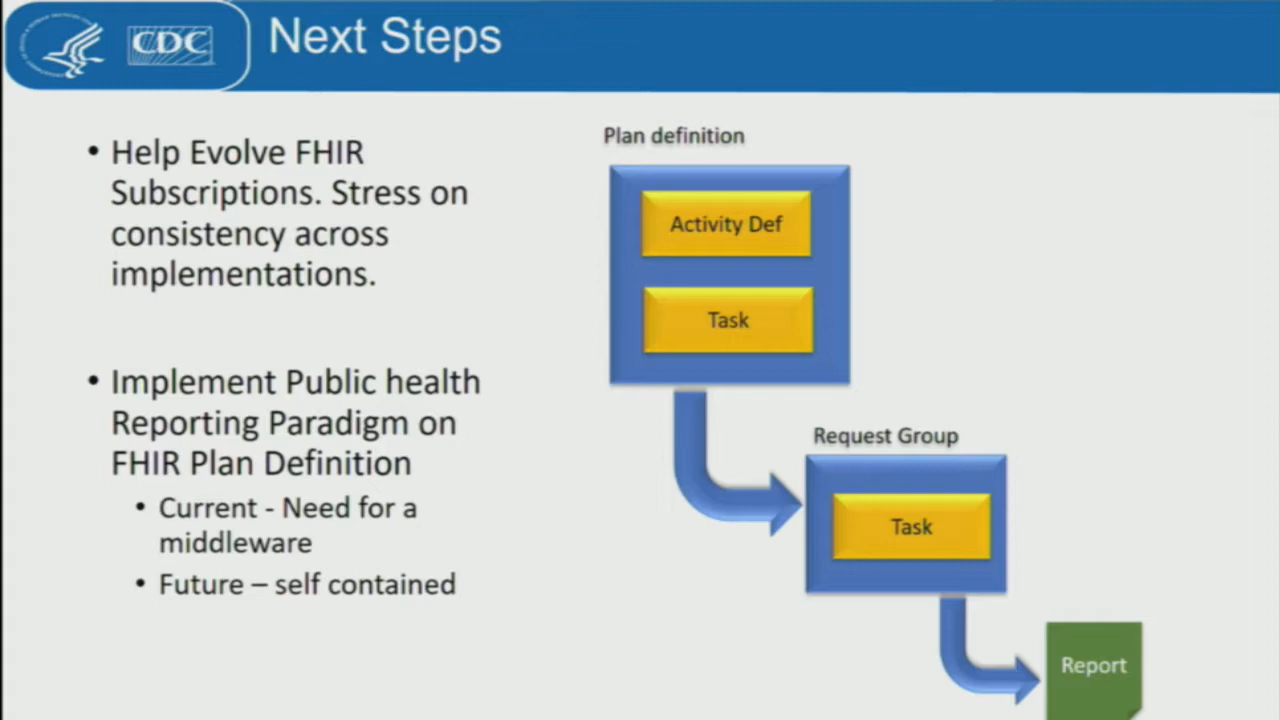 CDC
Next Steps
• Help Evolve FHIR
Subscriptions. Stress on
consistency across
implementations.
• Implement Public health
Reporting Paradigm on
FHIR Plan Definition
• Current - Need for a
middleware
• Future – self contained
Plan definition
Activity Def
Task
Request Group
Task
Report